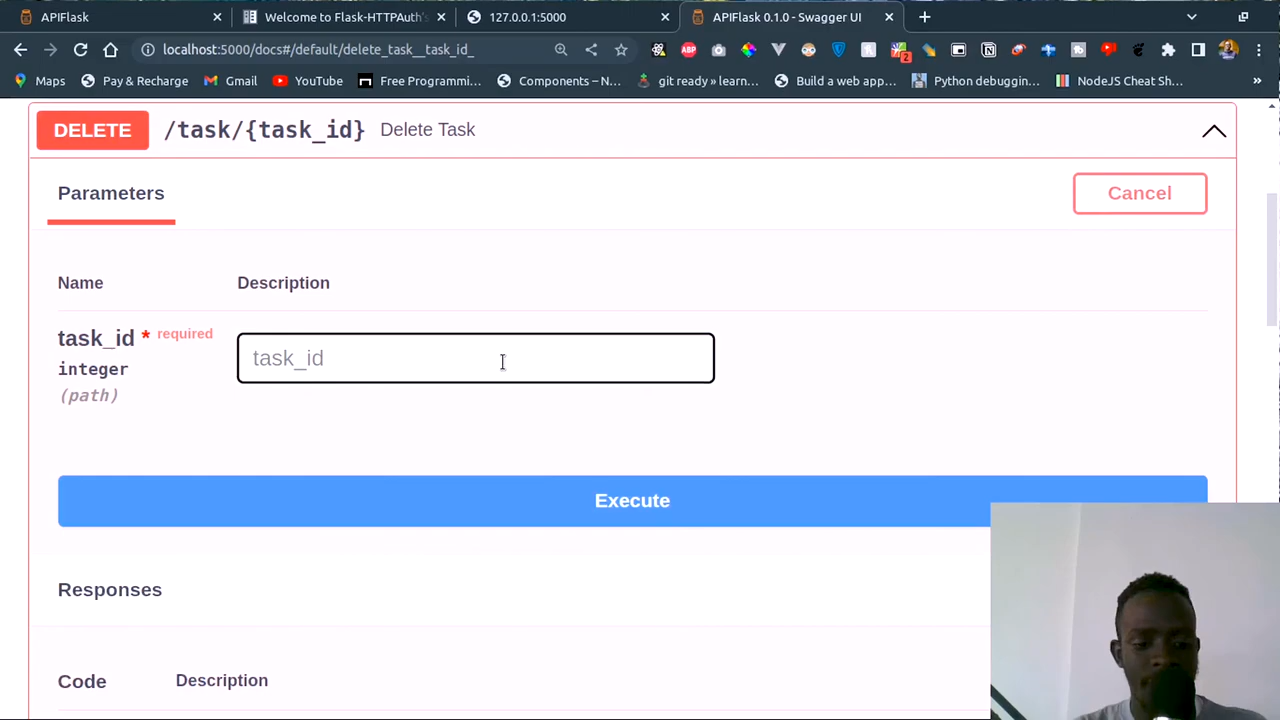 APIFlask
Welcome to Flask-HTTPAuth's
127.0.0.1:5000
APIFlask 0.1.0 - Swagger UI
localhost:5000/docs#/default/delete_task__task_id_
ABP
2
Maps
Pay & Recharge
Gmail
YouTube
Free Programmi...
Components – N...
git ready » learn...
Build a web app...
Python debuggin...
NodeJS Cheat Sh...
»
DELETE /task/{task_id} Delete Task
Parameters
Cancel
Name Description
task_id * required
integer
(path)
task_id
Execute
Responses
Code Description